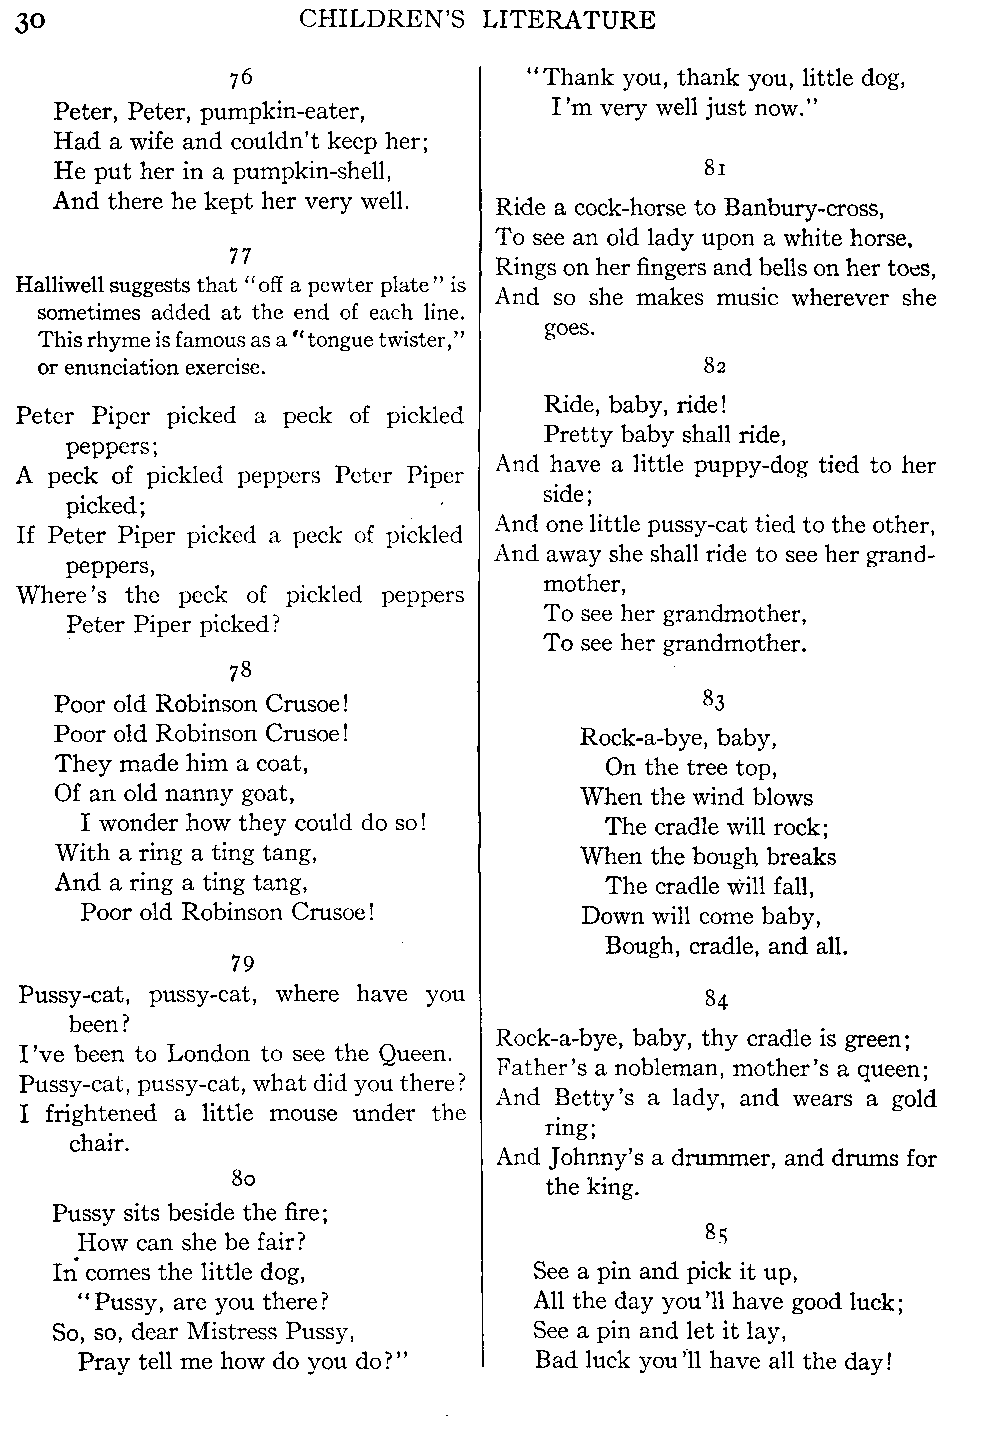 30 CHILDREN'S LITERATURE
76
Peter, Peter, pumpkin-eater,
Had a wife and couldn't keep her;
He put her in a pumpkin-shell,
And there he kept her very well.
77
Halliwell suggests that "off a pewter plate" is
sometimes added at the end of each line.
This rhyme is famous as a "tongue twister,"
or enunciation exercise.
Peter Piper picked a peck of pickled
peppers;
A peck of pickled peppers Peter Piper
picked;
If Peter Piper picked a peck of pickled
peppers,
Where's the peck of pickled peppers
Peter Piper picked?
78
Poor old Robinson Crusoe!
Poor old Robinson Crusoe!
They made him a coat,
Of an old nanny goat,
I wonder how they could do so!
With a ring a ting tang,
And a ring a ting tang,
Poor old Robinson Crusoe!
79
Pussy-cat, pussy-cat, where have you
been?
I've been to London to see the Queen.
Pussy-cat, pussy-cat, what did you there?
I frightened a little mouse under the
chair.
80
Pussy sits beside the fire;
How can she be fair?
In comes the little dog,
"Pussy, are you there?
So, so, dear Mistress Pussy,
Pray tell me how do you do?"
"Thank you, thank you, little dog,
I'm very well just now."
81
Ride a cock-horse to Banbury-cross,
To see an old lady upon a white horse,
Rings on her fingers and bells on her toes,
And so she makes music wherever she
goes.
82
Ride, baby, ride!
Pretty baby shall ride,
And have a little puppy-dog tied to her
side;
And one little pussy-cat tied to the other,
And away she shall ride to see her grand-
mother,
To see her grandmother,
To see her grandmother.
83
Rock-a-bye, baby,
On the tree top,
When the wind blows
The cradle will rock;
When the bough breaks
The cradle will fall,
Down will come baby,
Bough, cradle, and all.
84
Rock-a-bye, baby, thy cradle is green;
Father's a nobleman, mother's a queen;
And Betty's a lady, and wears a gold
ring;
And Johnny's a drummer, and drums for
the king.
85
See a pin and pick it up,
All the day you'll have good luck;
See a pin and let it lay,
Bad luck you'll have all the day!